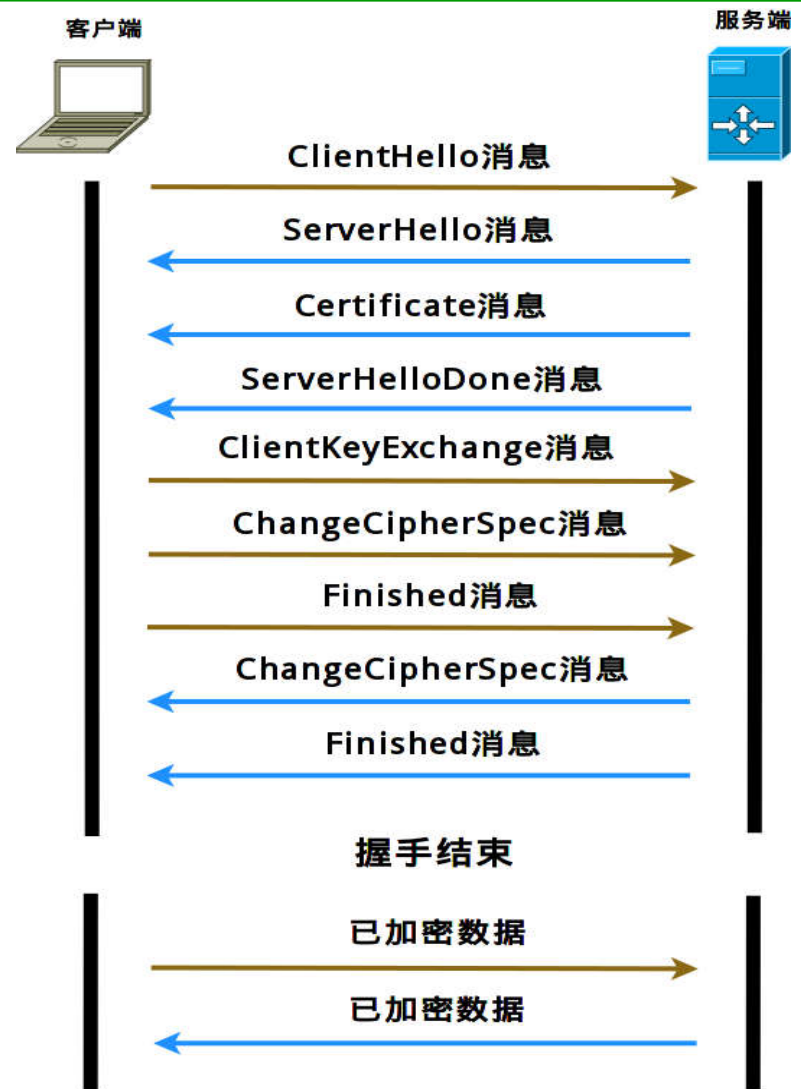 客户端
服务端
ClientHello消息
ServerHello消息
Certificate消息
ServerHelloDone消息
ClientKeyExchange消息
ChangeCipherSpec消息
Finished消息
ChangeCipherSpec消息
Finished消息
握手结束
已加密数据
已加密数据